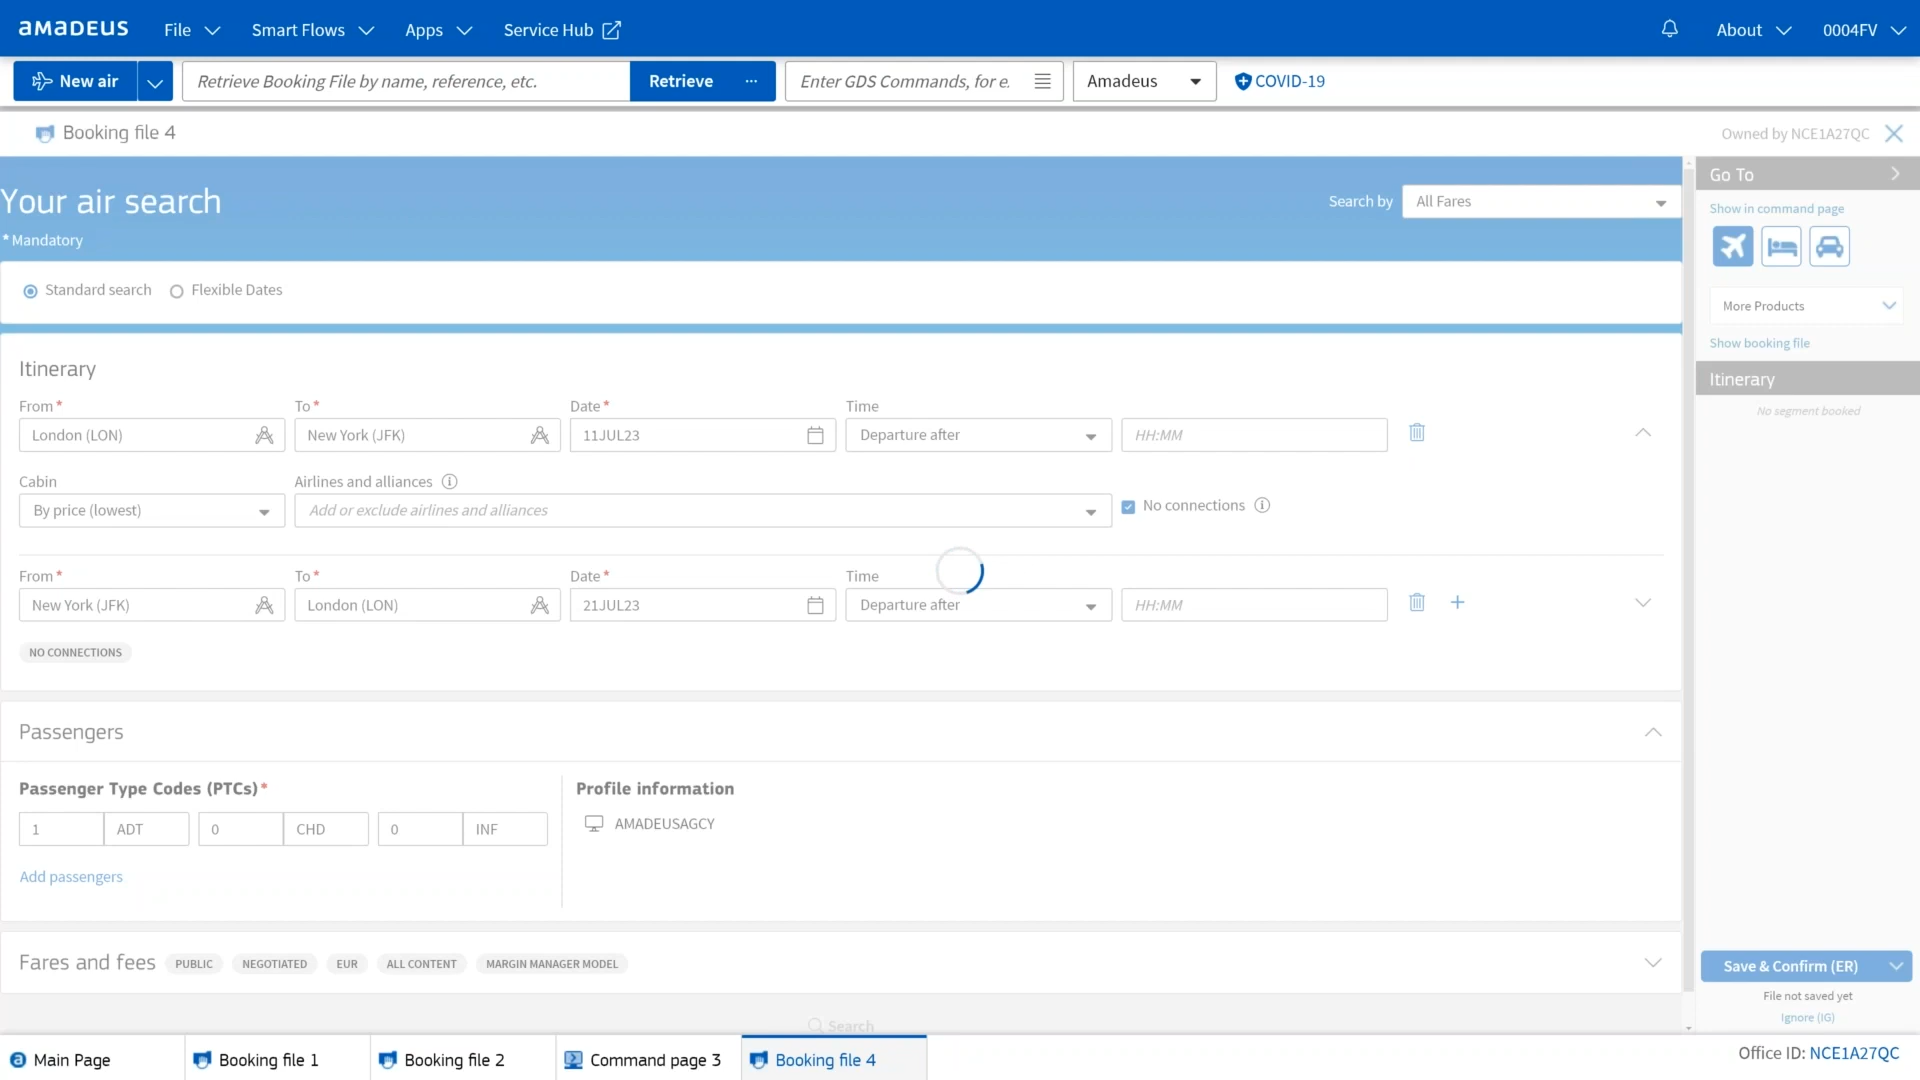 aMaDEUS File Smart Flows Apps Service Hub About 0004FV
New air Retrieve Booking File by name, reference, etc. Retrieve ... Enter GDS Commands, for e. Amadeus COVID-19
Booking file 4 Owned by NCE1A27QC
Your air search Search by All Fares
* Mandatory
Standard search Flexible Dates
Itinerary
From * To * Date * Time
London (LON) New York (JFK) 11JUL23 Departure after HH:MM
Cabin Airlines and alliances
By price (lowest) Add or exclude airlines and alliances No connections
From * To * Date * Time
New York (JFK) London (LON) 21JUL23 Departure after HH:MM
NO CONNECTIONS
Passengers
Passenger Type Codes (PTCs)* Profile information
1 ADT 0 CHD 0 INF AMADEUSAGCY
Add passengers
Fares and fees PUBLIC NEGOTIATED EUR ALL CONTENT MARGIN MANAGER MODEL
Search
Go To
Show in command page
More Products
Show booking file
Itinerary
No segment booked
Save & Confirm (ER)
File not saved yet
Ignore (IG)
Main Page Booking file 1 Booking file 2 Command page 3 Booking file 4 Office ID: NCE1A27QC